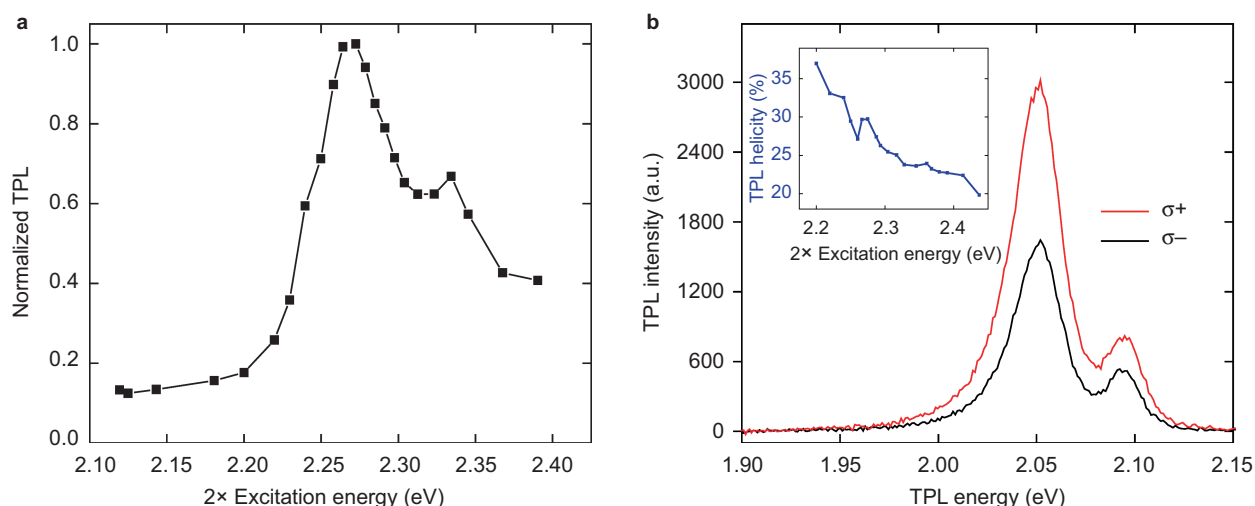 a
1.0
0.8
0.6
0.4
0.2
0.0
Normalized TPL
2.10 2.15 2.20 2.25 2.30 2.35 2.40
2× Excitation energy (eV)
b
3000
2400
1800
1200
600
0
TPL intensity (a.u.)
35
30
25
20
TPL helicity (%)
2.2 2.3 2.4
2× Excitation energy (eV)
σ+
σ−
1.90 1.95 2.00 2.05 2.10 2.15
TPL energy (eV)